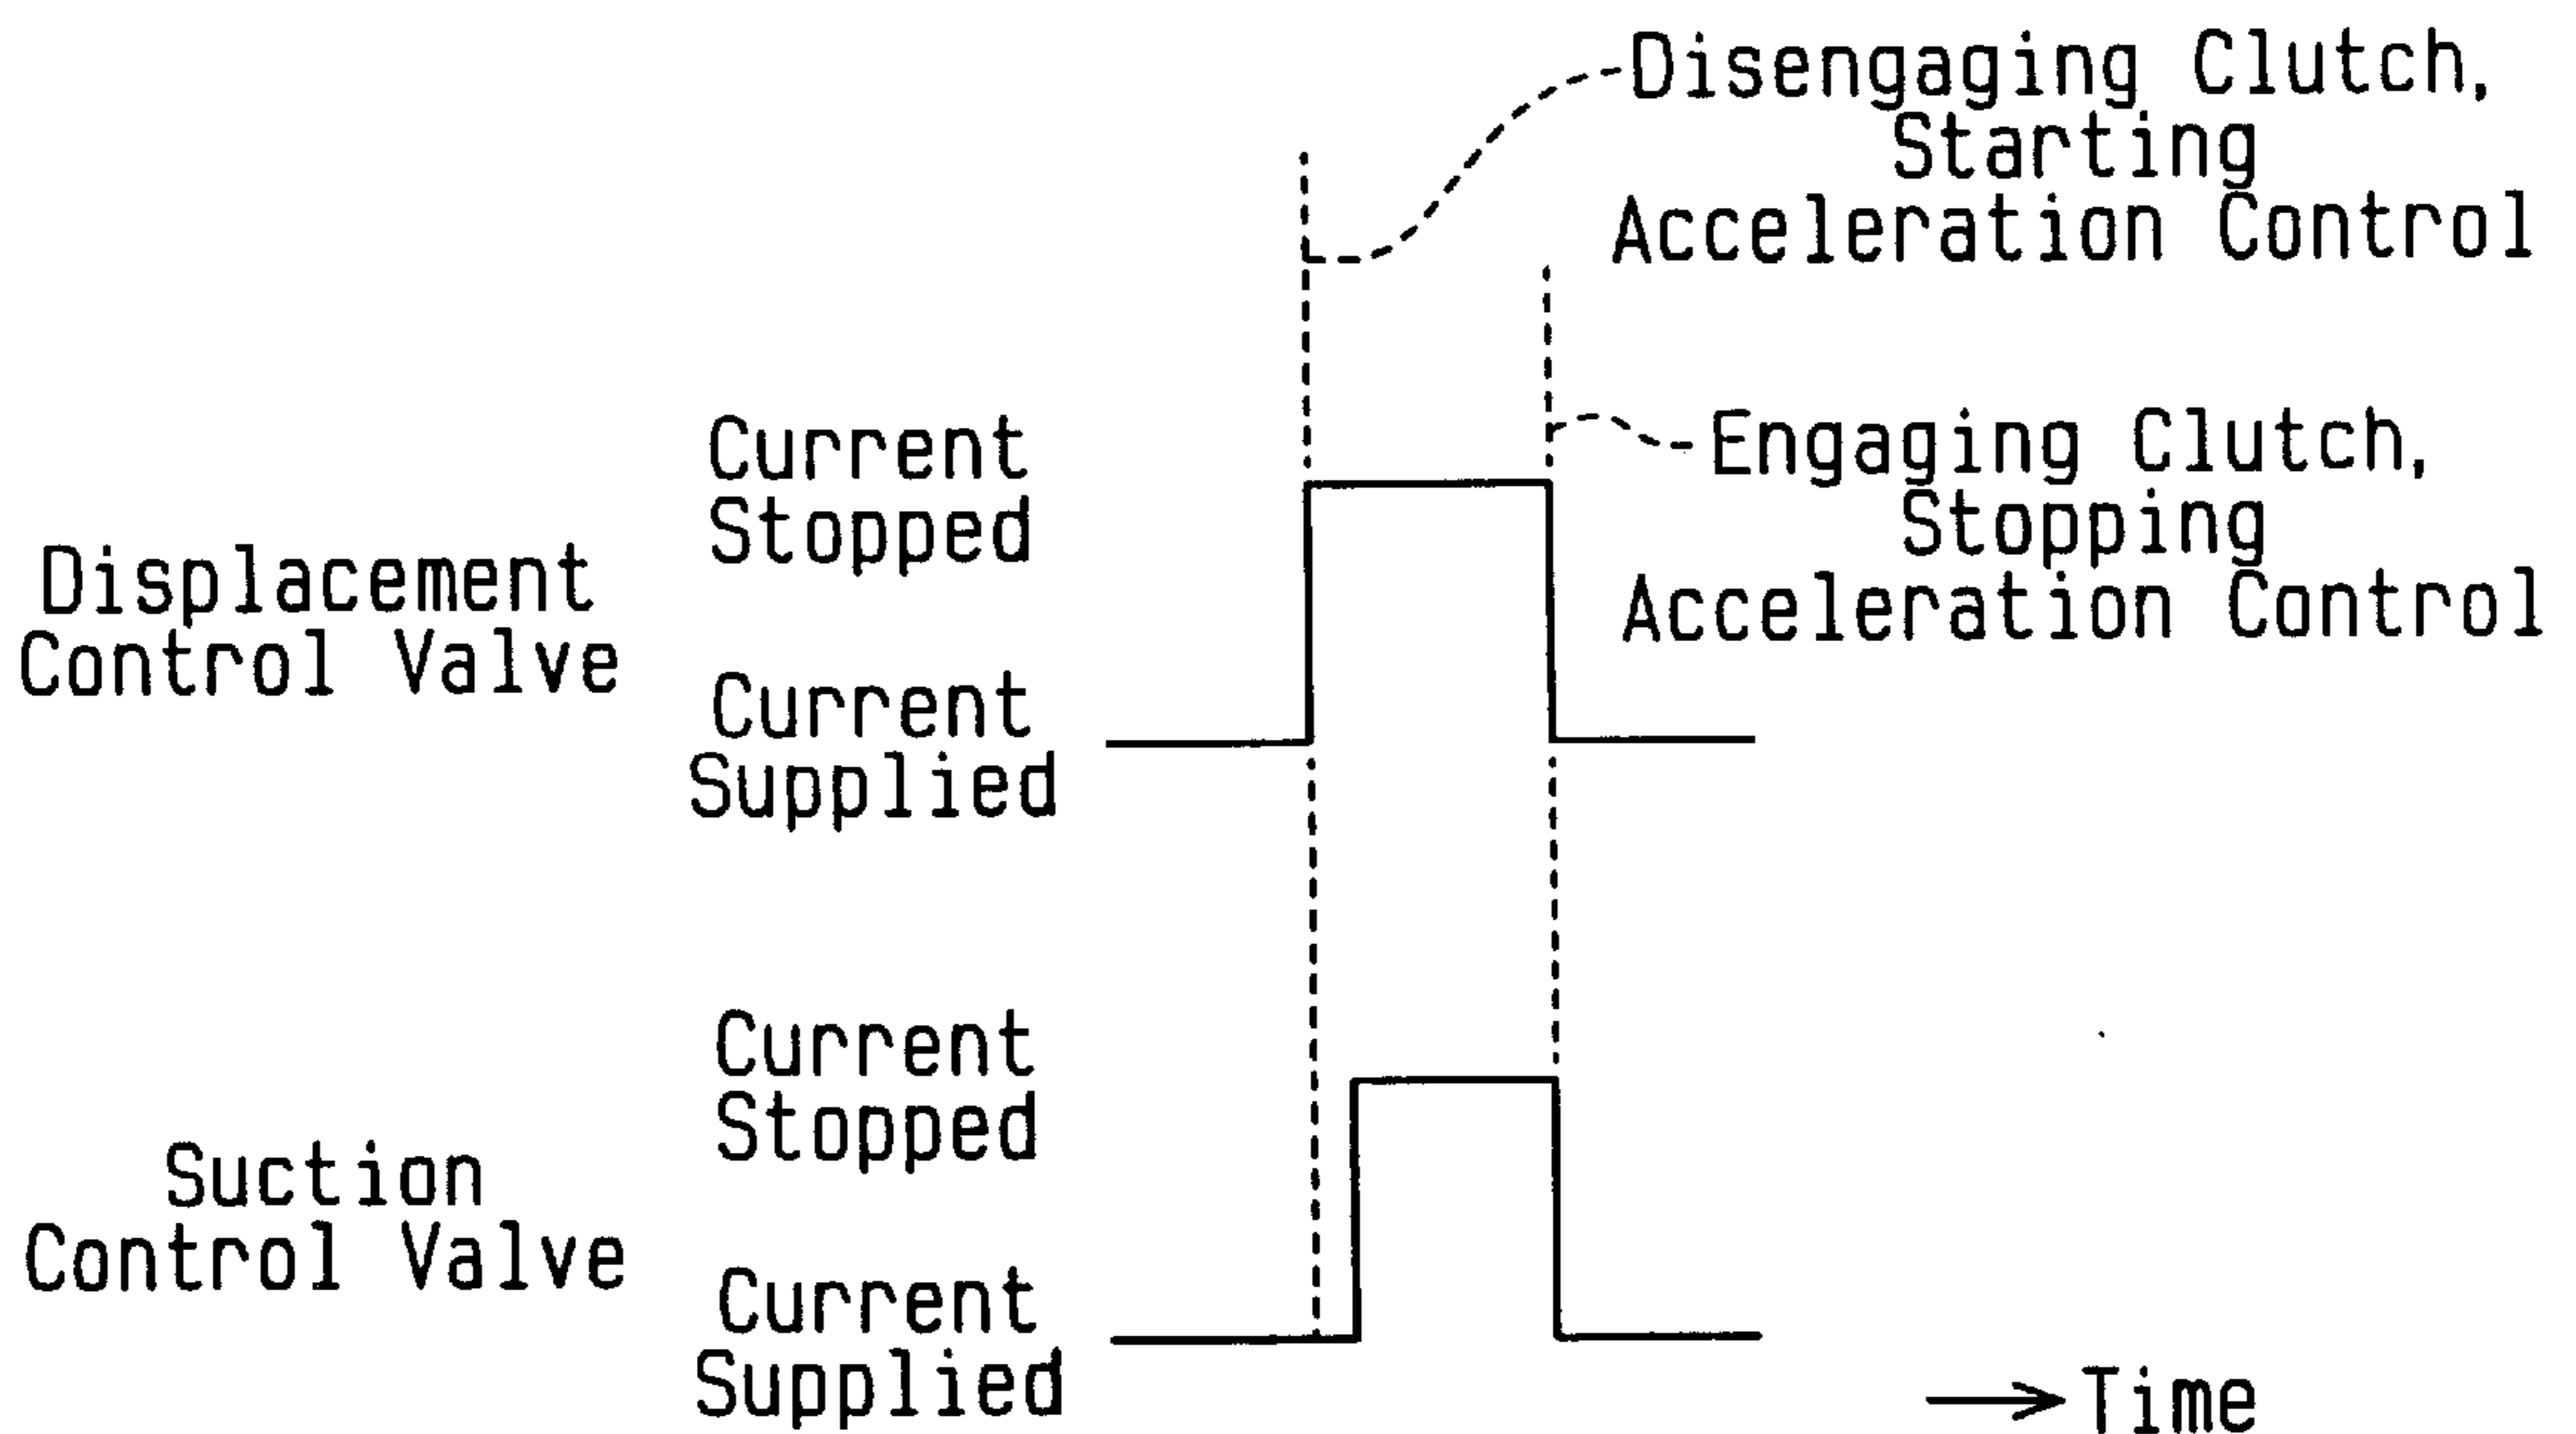 Disengaging Clutch,
Starting
Acceleration Control
Engaging Clutch,
Stopping
Acceleration Control
Displacement
Control Valve
Current
Stopped
Current
Supplied
Suction
Control Valve
Current
Stopped
Current
Supplied
Time